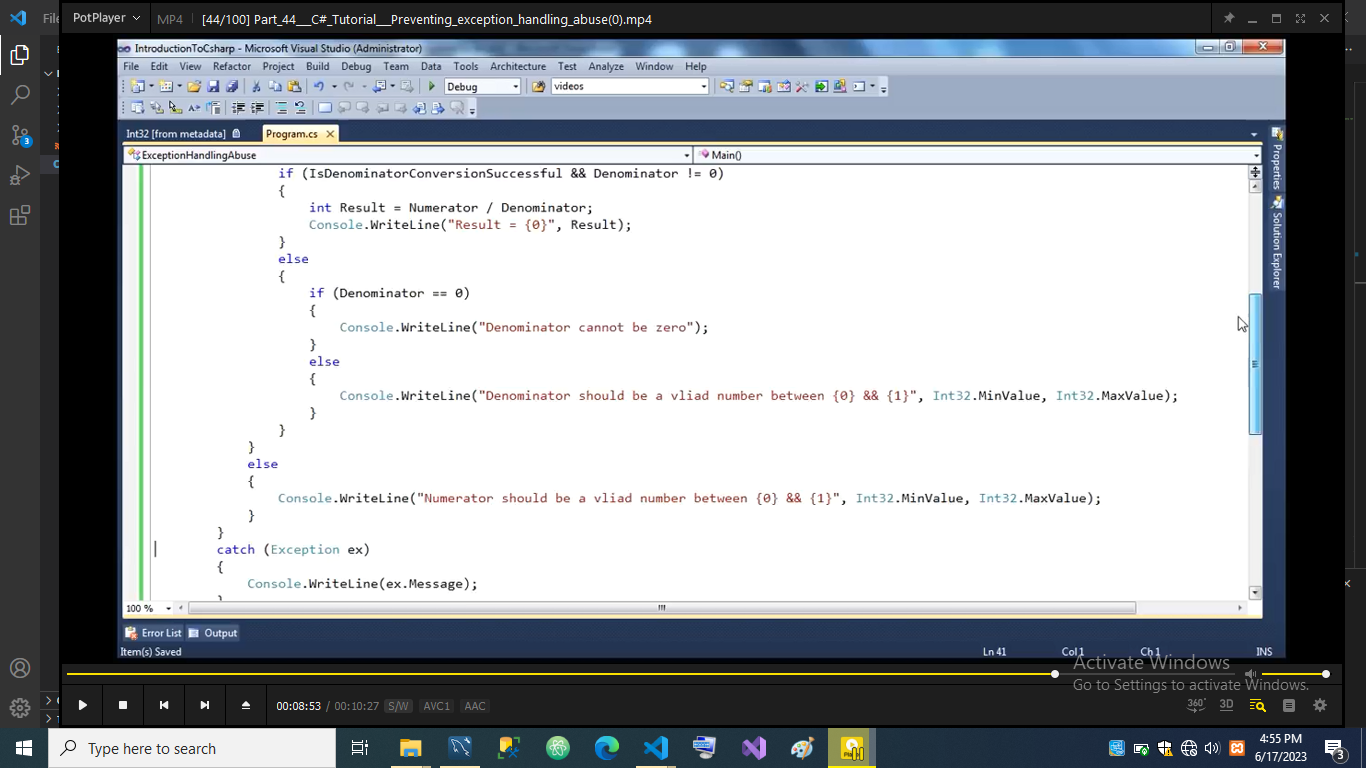 PotPlayer
MP4
[44/100] Part_44__C#_Tutorial__Preventing_exception_handling_abuse(0).mp4
IntroductionToCsharp - Microsoft Visual Studio (Administrator)
File Edit View Refactor Project Build Debug Team Data Tools Architecture Test Analyze Window Help
Debug
videos
Int32 [from metadata]
Program.cs
ExceptionHandlingAbuse
Main()
if (IsDenominatorConversionSuccessful && Denominator != 0)
{
int Result = Numerator / Denominator;
Console.WriteLine("Result = {0}", Result);
}
else
{
if (Denominator == 0)
{
Console.WriteLine("Denominator cannot be zero");
}
else
{
Console.WriteLine("Denominator should be a vliad number between {0} && {1}", Int32.MinValue, Int32.MaxValue);
}
}
}
else
{
Console.WriteLine("Numerator should be a vliad number between {0} && {1}", Int32.MinValue, Int32.MaxValue);
}
}
catch (Exception ex)
{
Console.WriteLine(ex.Message);
Properties
Solution Explorer
100 %
Error List
Output
Item(s) Saved
Ln 41
Col 1
Ch 1
INS
Activate Windows
Go to Settings to activate Windows.
00:08:53 / 00:10:27 S/W AVC1 AAC
360°
3D
3
Type here to search
4:55 PM
6/17/2023
3